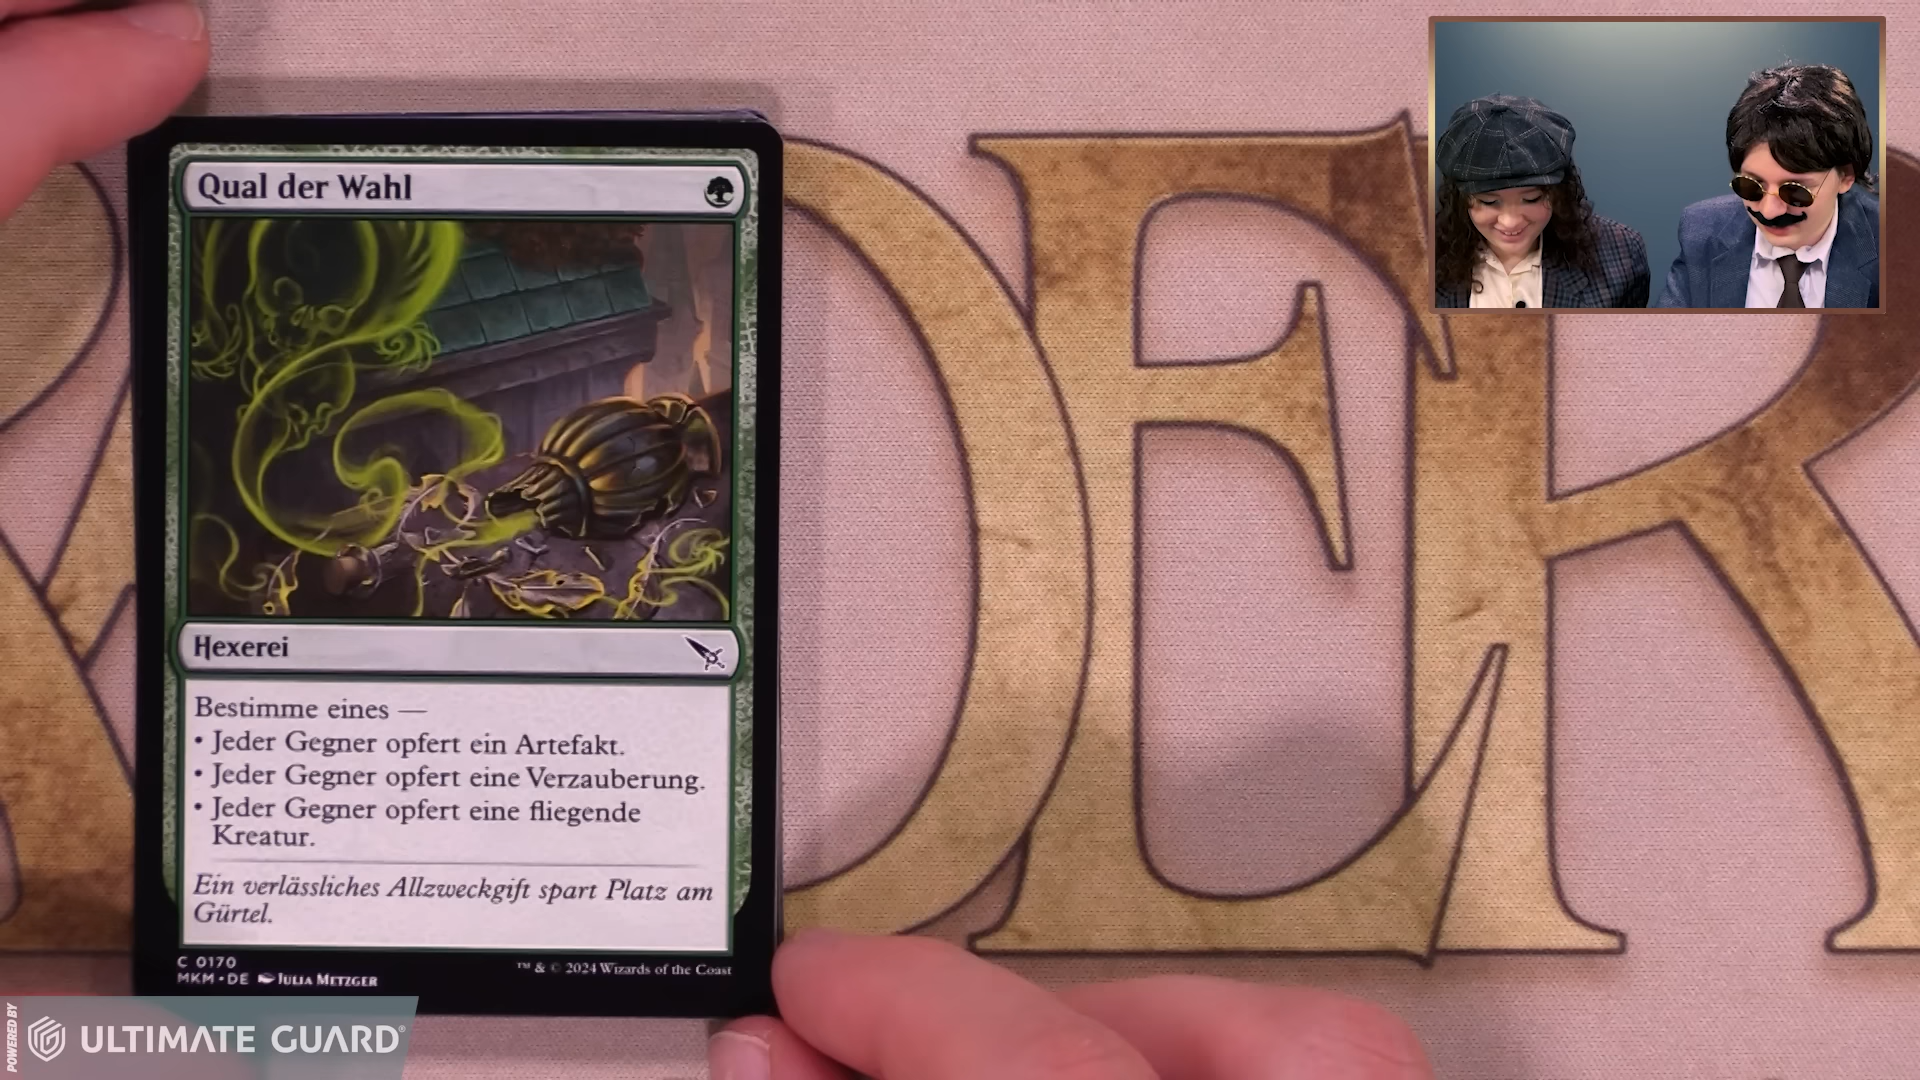 Qual der Wahl
Hexerei
Bestimme eines —
• Jeder Gegner opfert ein Artefakt.
• Jeder Gegner opfert eine Verzauberung.
• Jeder Gegner opfert eine fliegende
Kreatur.
Ein verlässliches Allzweckgift spart Platz am
Gürtel.
C 0170
MKM • DE Julia Metzger
™ & © 2024 Wizards of the Coast
DER
POWERED BY
ULTIMATE GUARD®